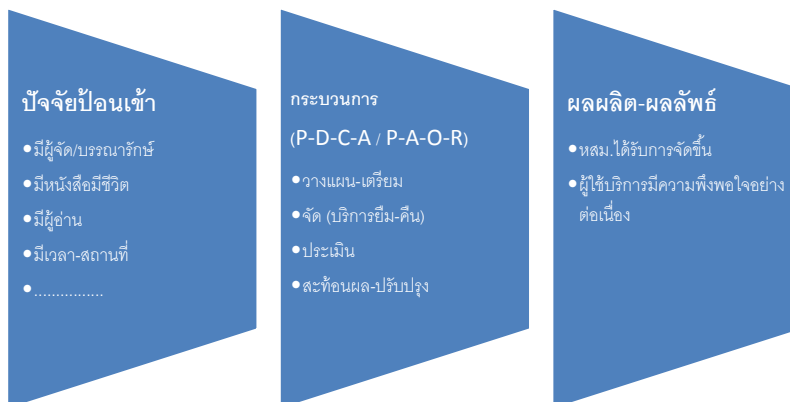 ปัจจัยป้อนเข้า
•มีผู้จัด/บรรณารักษ์
•มีหนังสือมีชีวิต
•มีผู้อ่าน
•มีเวลา-สถานที่
•...............
กระบวนการ
(P-D-C-A / P-A-O-R)
•วางแผน-เตรียม
•จัด (บริการยืม-คืน)
•ประเมิน
•สะท้อนผล-ปรับปรุง
ผลผลิต-ผลลัพธ์
•หสม.ได้รับการจัดขึ้น
•ผู้ใช้บริการมีความพึงพอใจอย่าง
ต่อเนื่อง